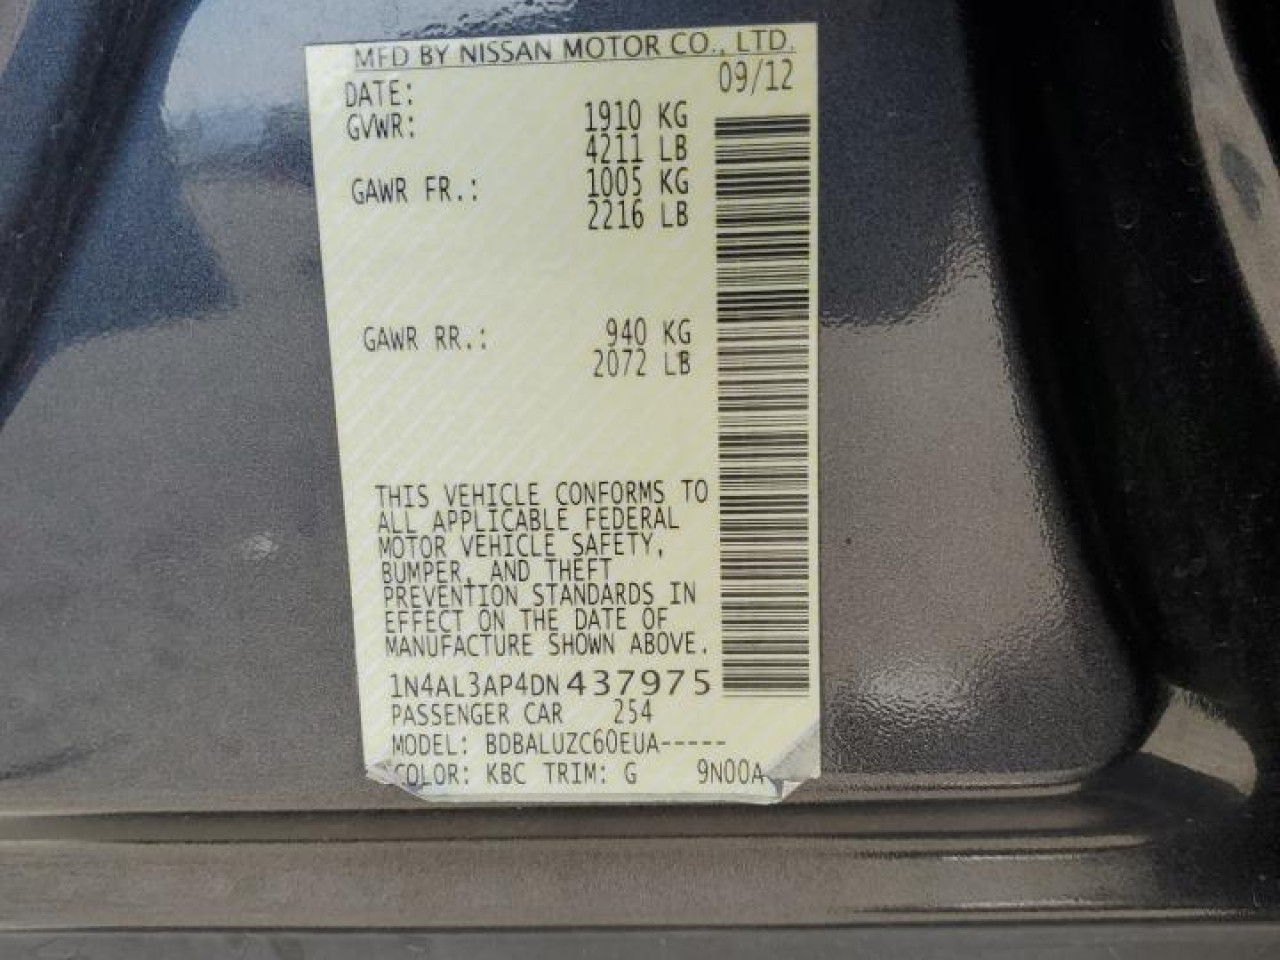 MFD BY NISSAN MOTOR CO., LTD.
DATE: 09/12
GVWR: 1910 KG
4211 LB
GAWR FR.: 1005 KG
2216 LB
GAWR RR.: 940 KG
2072 LB
THIS VEHICLE CONFORMS TO
ALL APPLICABLE FEDERAL
MOTOR VEHICLE SAFETY,
BUMPER, AND THEFT
PREVENTION STANDARDS IN
EFFECT ON THE DATE OF
MANUFACTURE SHOWN ABOVE.
1N4AL3AP4DN437975
PASSENGER CAR 254
MODEL: BDBALUZC60EUA-----
COLOR: KBC TRIM: G 9N00A